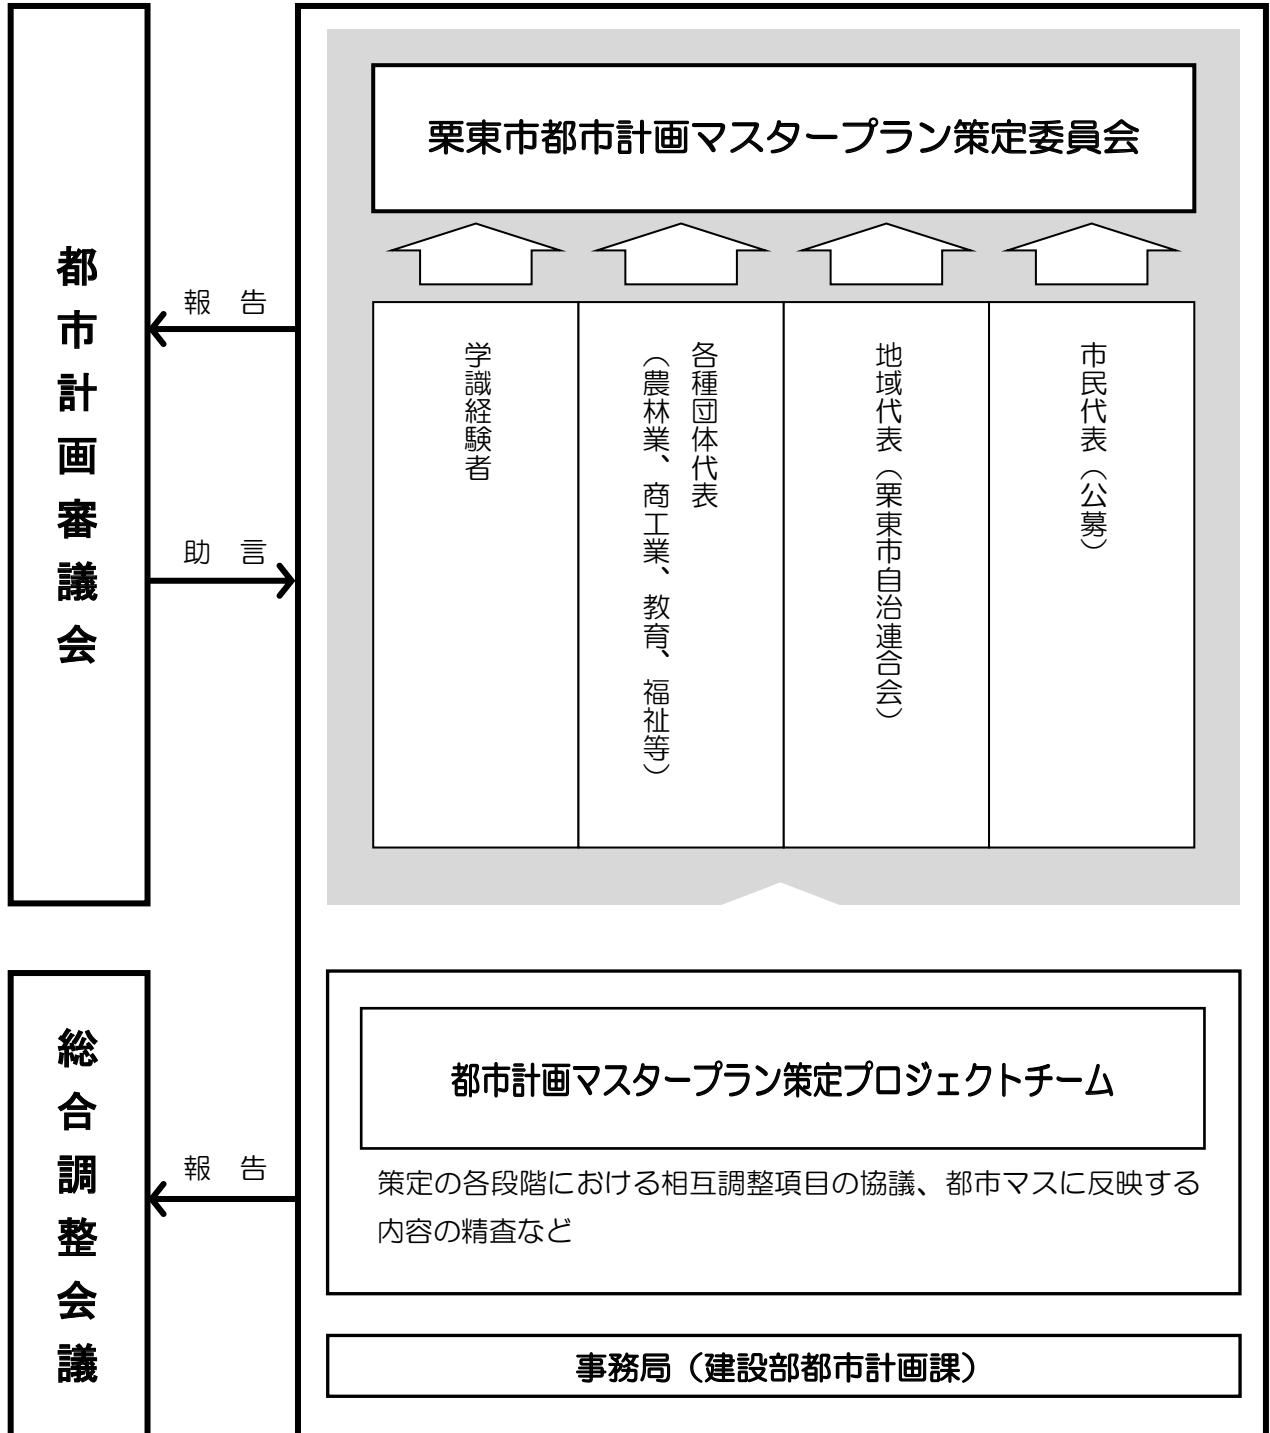 都市計画審議会
報　告
助　言
栗東市都市計画マスタープラン策定委員会
学識経験者
各種団体代表
（農林業、商工業、教育、福祉等）
地域代表（栗東市自治連合会）
市民代表（公募）
総合調整会議
報　告
都市計画マスタープラン策定プロジェクトチーム
策定の各段階における相互調整項目の協議、都市マスに反映する
内容の精査など
事務局（建設部都市計画課）